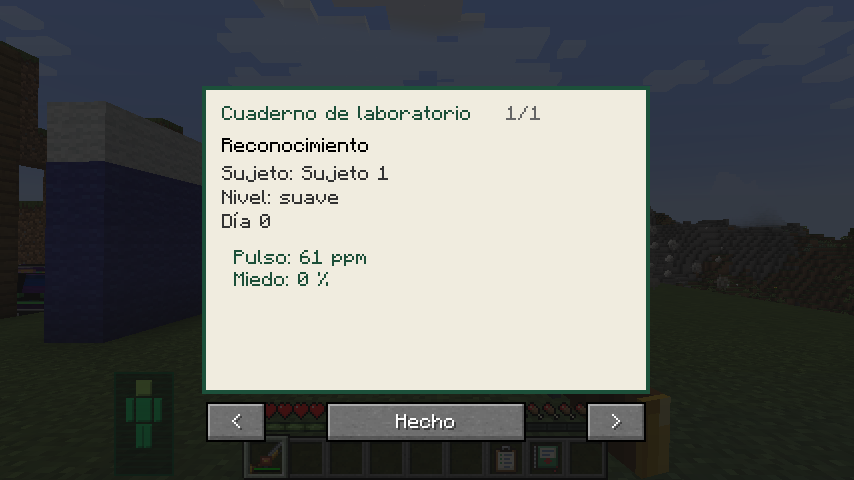 Cuaderno de laboratorio 1/1
Reconocimiento
Sujeto: Sujeto 1
Nivel: suave
Día 0
Pulso: 61 ppm
Miedo: 0 %
< Hecho >